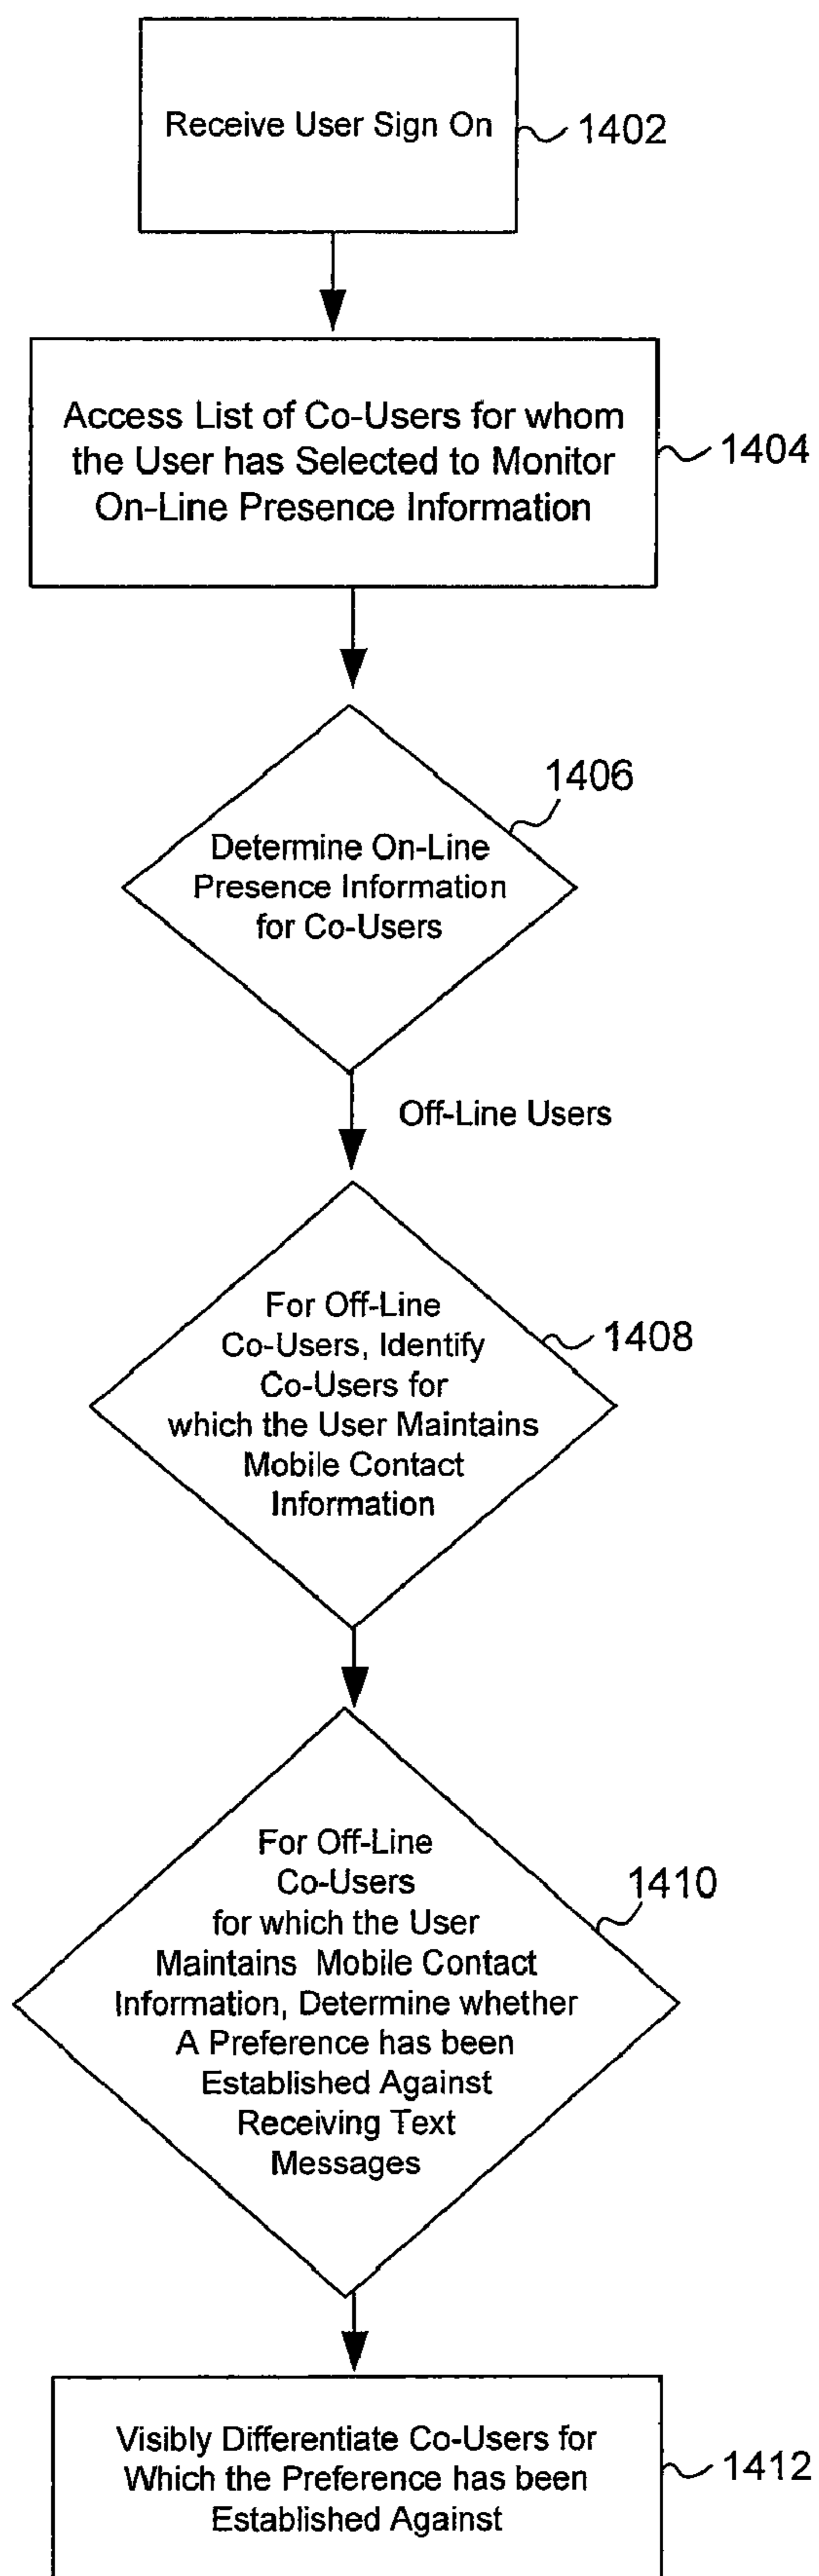 Receive User Sign On
1402
Access List of Co-Users for whom
the User has Selected to Monitor
On-Line Presence Information
1404
1406
Determine On-Line
Presence Information
for Co-Users
Off-Line Users
For Off-Line
Co-Users, Identify
Co-Users for
which the User Maintains
Mobile Contact
Information
1408
For Off-Line
Co-Users
for which the User
Maintains Mobile Contact
Information, Determine whether
A Preference has been
Established Against
Receiving Text
Messages
1410
Visibly Differentiate Co-Users for
Which the Preference has been
Established Against
1412